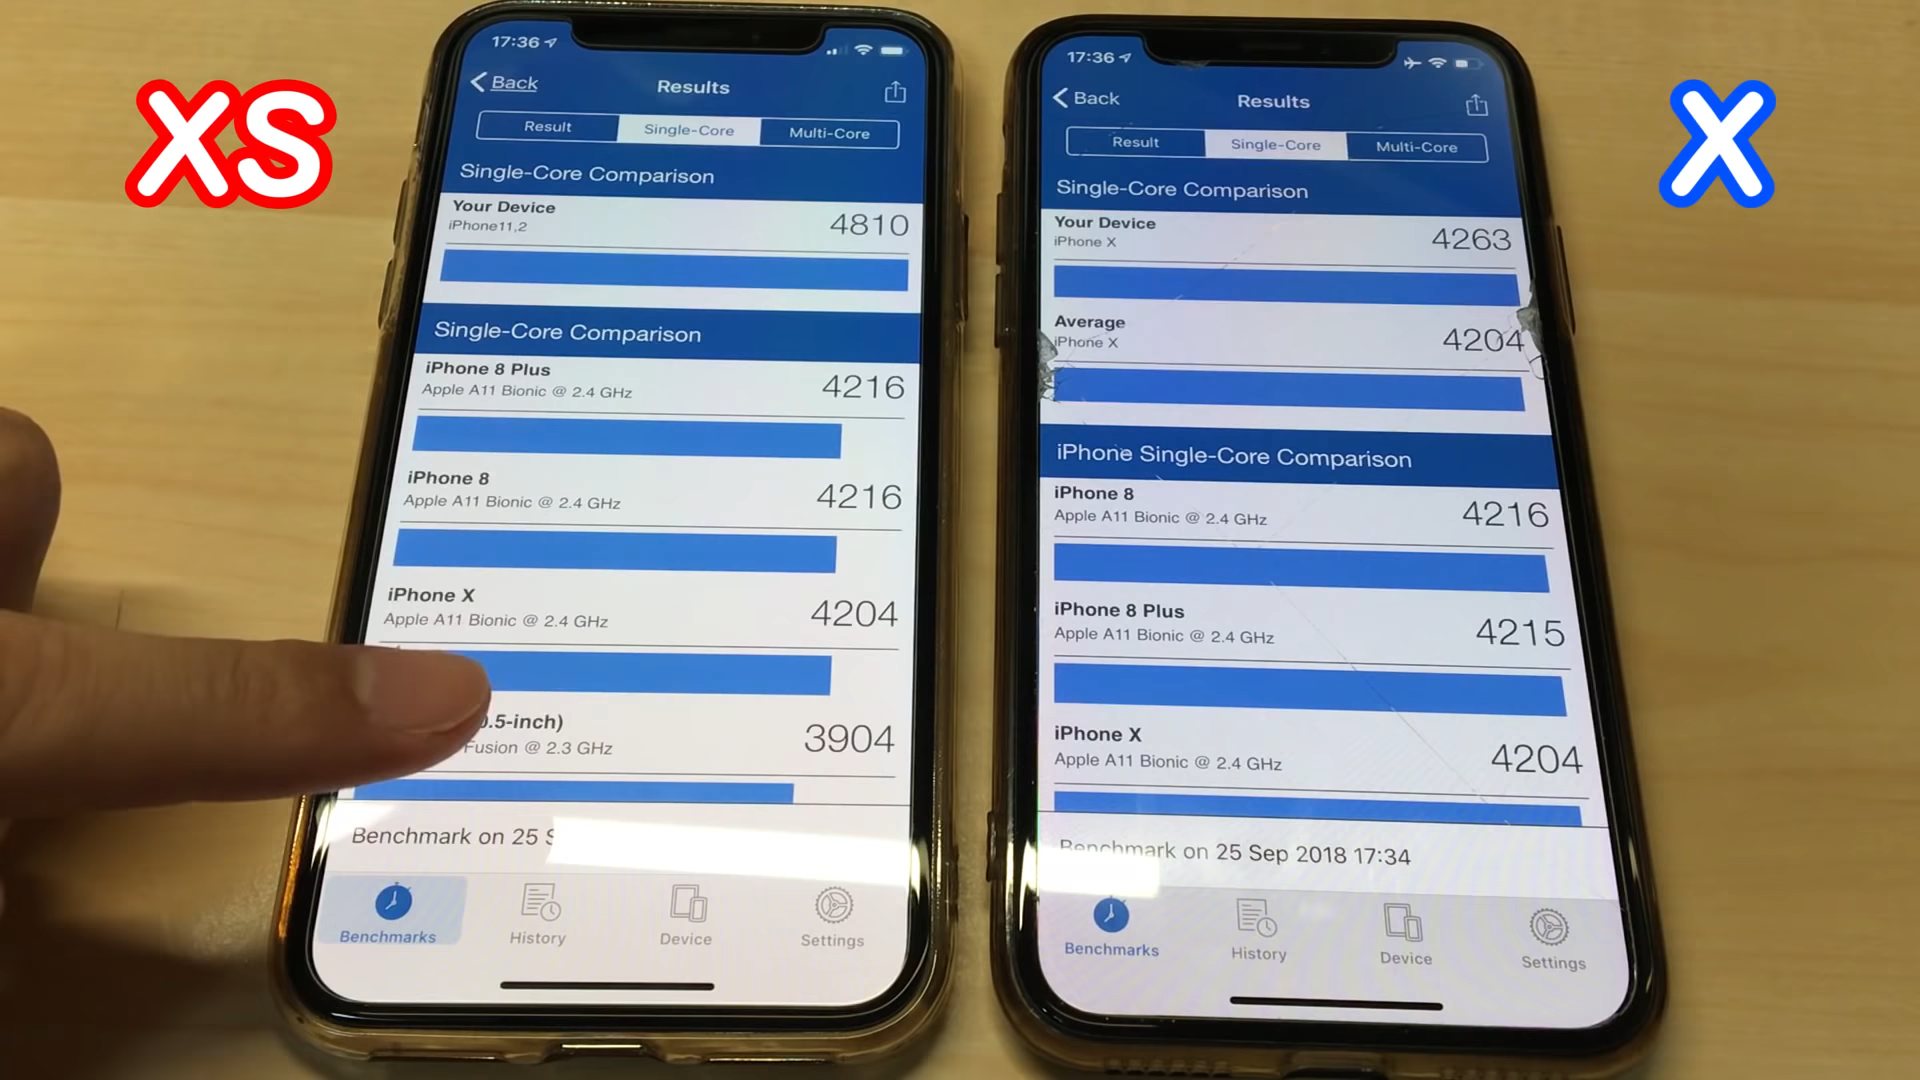 XS
17:36
Back
Results
Result
Single-Core
Multi-Core
Single-Core Comparison
Your Device
iPhone11,2
4810
Single-Core Comparison
iPhone 8 Plus
Apple A11 Bionic @ 2.4 GHz
4216
iPhone 8
Apple A11 Bionic @ 2.4 GHz
4216
iPhone X
Apple A11 Bionic @ 2.4 GHz
4204
.5-inch)
Fusion @ 2.3 GHz
3904
Benchmark on 25 S
Benchmarks
History
Device
Settings
X
17:36
Back
Results
Result
Single-Core
Multi-Core
Single-Core Comparison
Your Device
iPhone X
4263
Average
iPhone X
4204
iPhone Single-Core Comparison
iPhone 8
Apple A11 Bionic @ 2.4 GHz
4216
iPhone 8 Plus
Apple A11 Bionic @ 2.4 GHz
4215
iPhone X
Apple A11 Bionic @ 2.4 GHz
4204
Benchmark on 25 Sep 2018 17:34
Benchmarks
History
Device
Settings